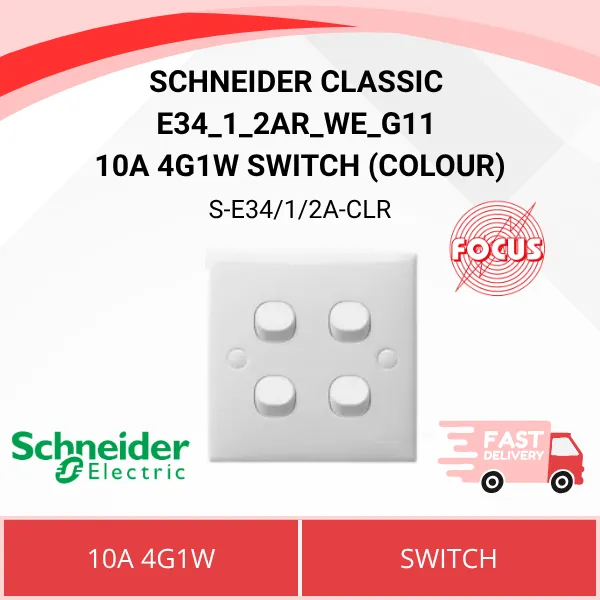 SCHNEIDER CLASSIC
E34_1_2AR_WE_G11
10A 4G1W SWITCH (COLOUR)
S-E34/1/2A-CLR
FOCUS
Schneider
Electric
FAST
DELIVERY
10A 4G1W
SWITCH